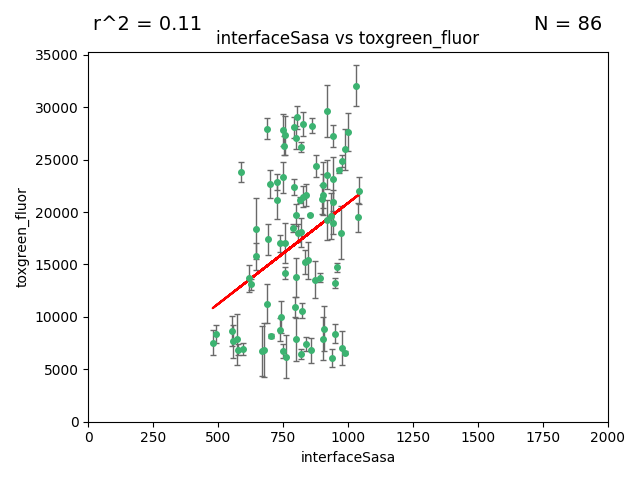 r^2 = 0.11
N = 86
interfaceSasa vs toxgreen_fluor
35000
30000
25000
20000
15000
10000
5000
0
toxgreen_fluor
0 250 500 750 1000 1250 1500 1750 2000
interfaceSasa